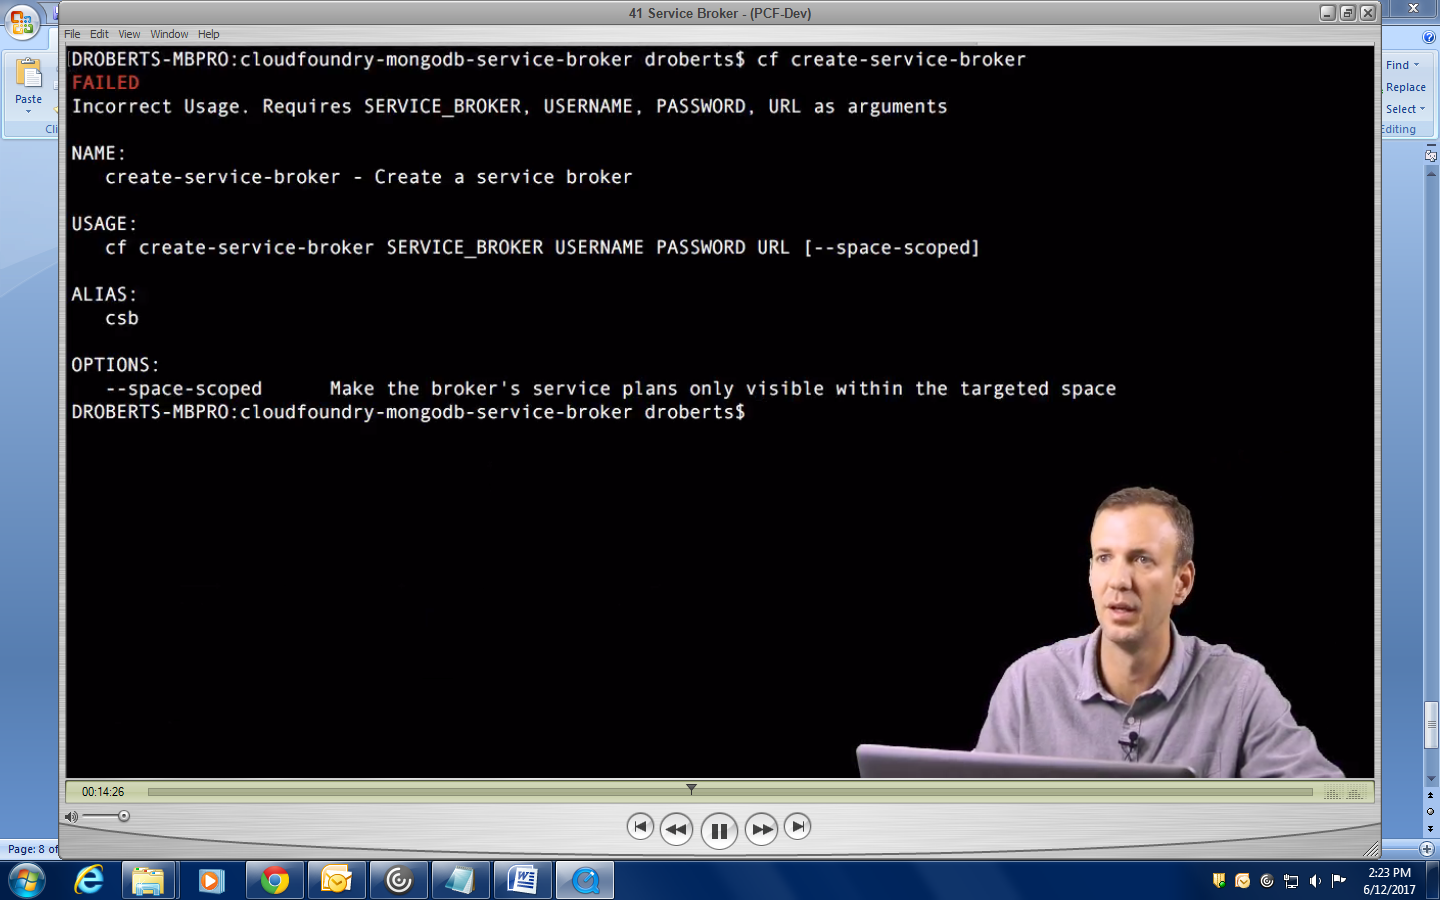 41 Service Broker - (PCF-Dev)
File Edit View Window Help
DROBERTS-MBPRO:cloudfoundry-mongodb-service-broker droberts$ cf create-service-broker
FAILED
Incorrect Usage. Requires SERVICE_BROKER, USERNAME, PASSWORD, URL as arguments
NAME:
create-service-broker - Create a service broker
USAGE:
cf create-service-broker SERVICE_BROKER USERNAME PASSWORD URL [--space-scoped]
ALIAS:
csb
OPTIONS:
--space-scoped Make the broker's service plans only visible within the targeted space
DROBERTS-MBPRO:cloudfoundry-mongodb-service-broker droberts$
Paste
Cli
Find
Replace
Select
Editing
00:14:26
Page: 8 of
2:23 PM
6/12/2017